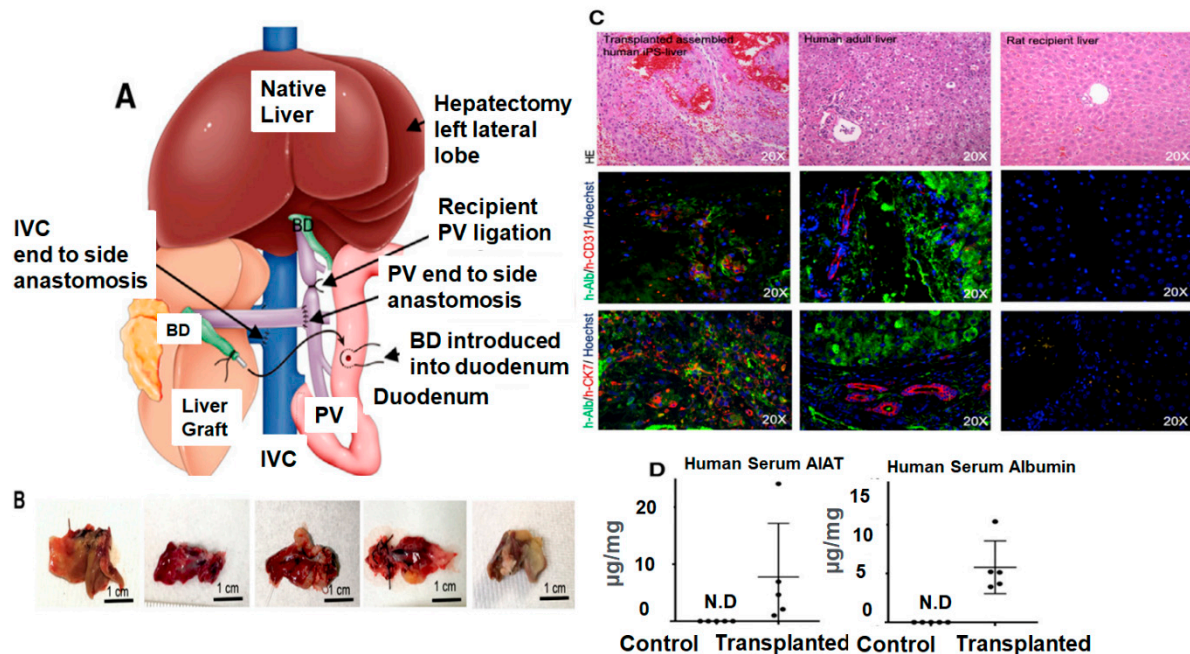 A
Native
Liver
Hepatectomy
left lateral
lobe
BD
Recipient
PV ligation
IVC
end to side
anastomosis
PV end to side
anastomosis
BD
BD introduced
into duodenum
Duodenum
Liver
Graft
PV
IVC
B
1 cm
1 cm
1 cm
1 cm
1 cm
C
Transplanted assembled
human iPS-liver
Human adult liver
Rat recipient liver
HE
20X
20X
20X
h-Alb/h-CD31/Hoechst
20X
20X
20X
h-Alb/h-CK7/ Hoechst
20X
20X
20X
D
Human Serum AIAT
µg/mg
20
10
0
N.D
Control
Transplanted
Human Serum Albumin
µg/mg
15
10
5
0
N.D
Control
Transplanted